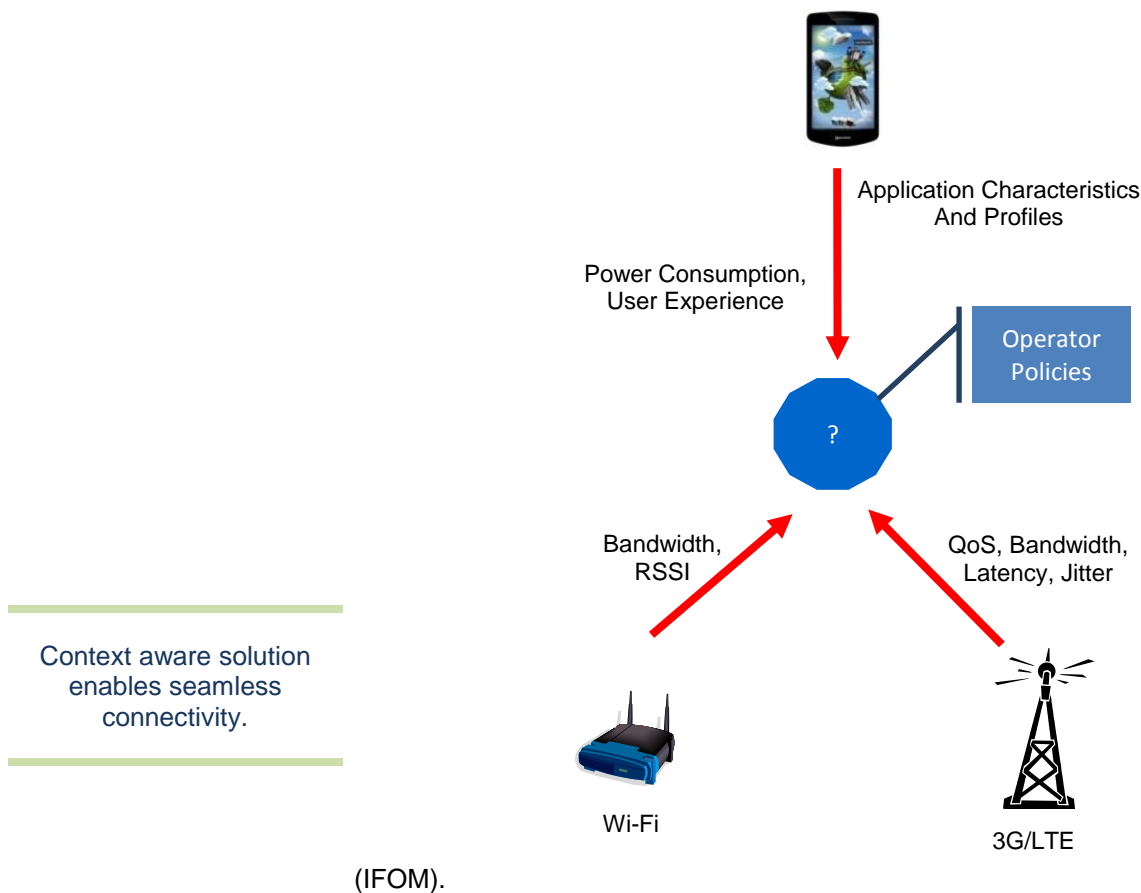 Application Characteristics
And Profiles
Power Consumption,
User Experience
Operator
Policies
?
Bandwidth,
RSSI
QoS, Bandwidth,
Latency, Jitter
Context aware solution
enables seamless
connectivity.
Wi-Fi
3G/LTE
(IFOM).